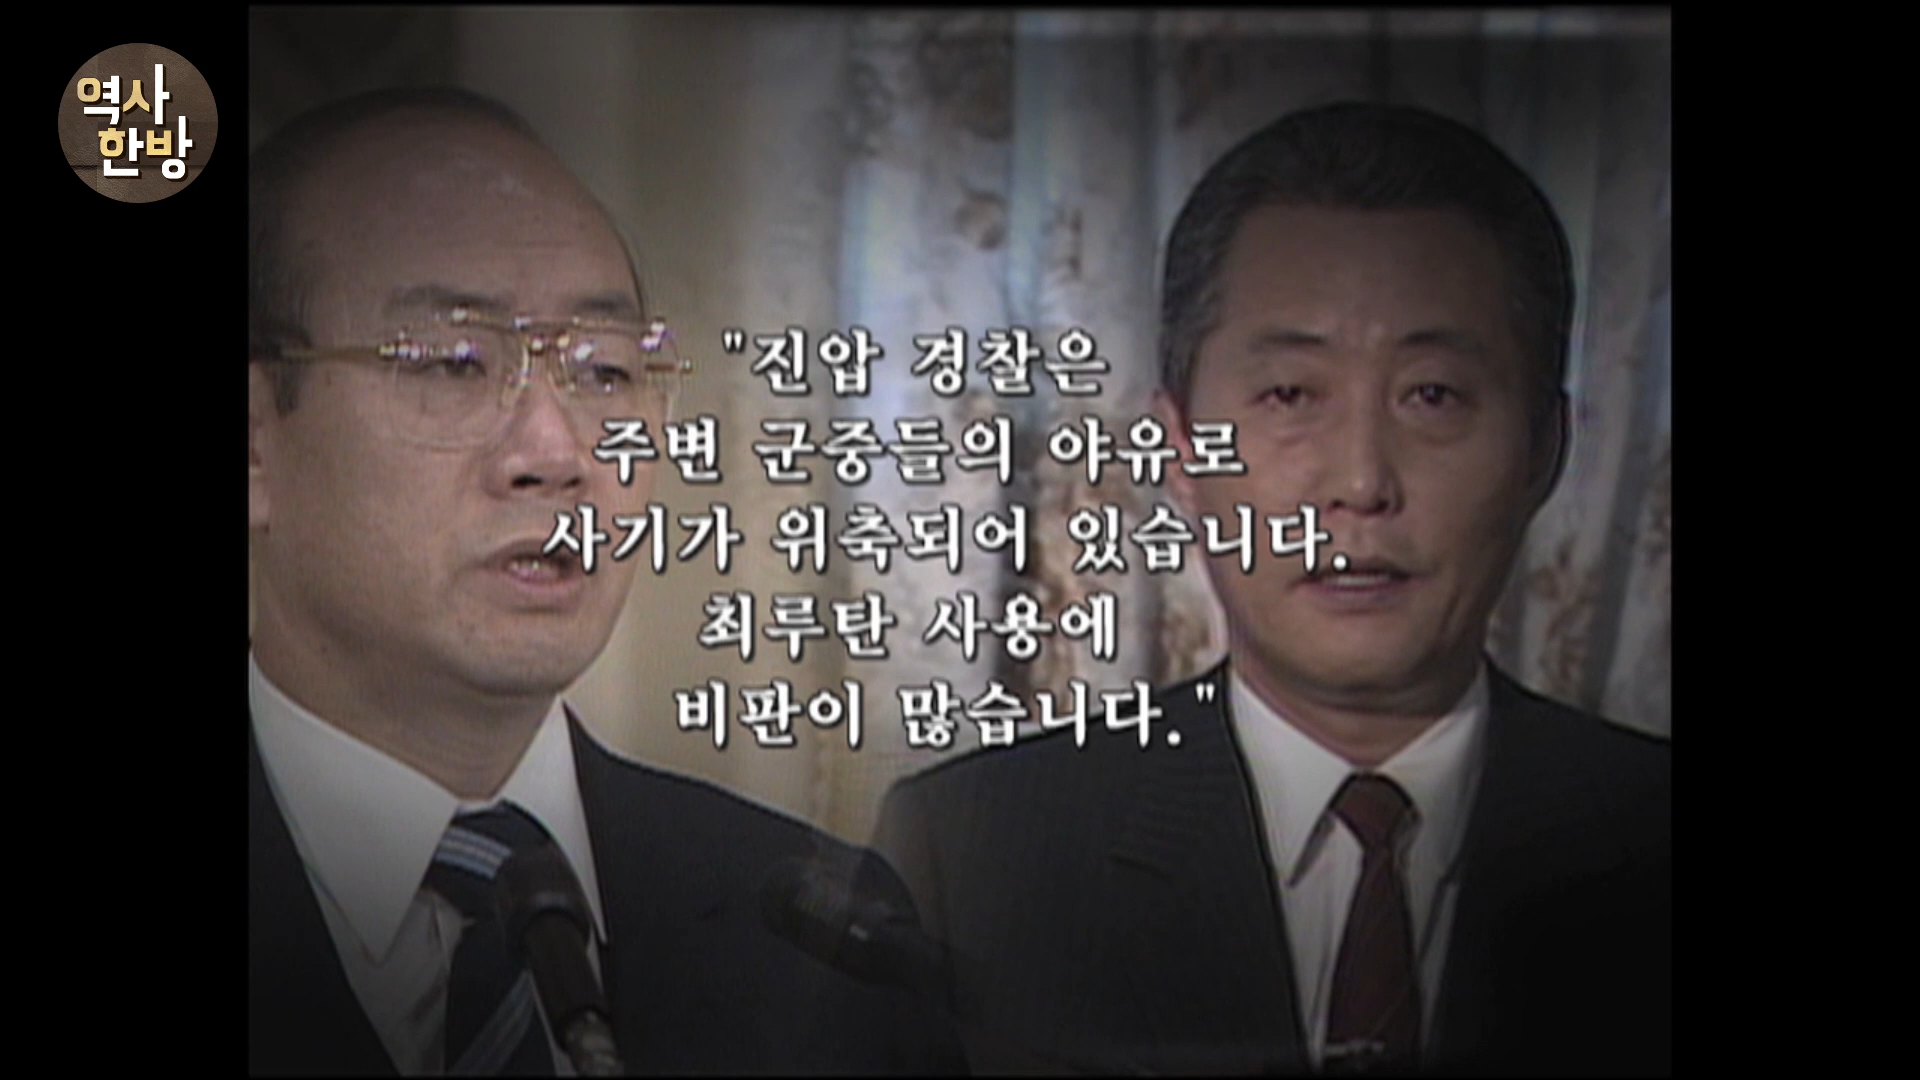 역사
한방
"진압 경찰은
주변 군중들의 야유로
사기가 위축되어 있습니다.
최루탄 사용에
비판이 많습니다."